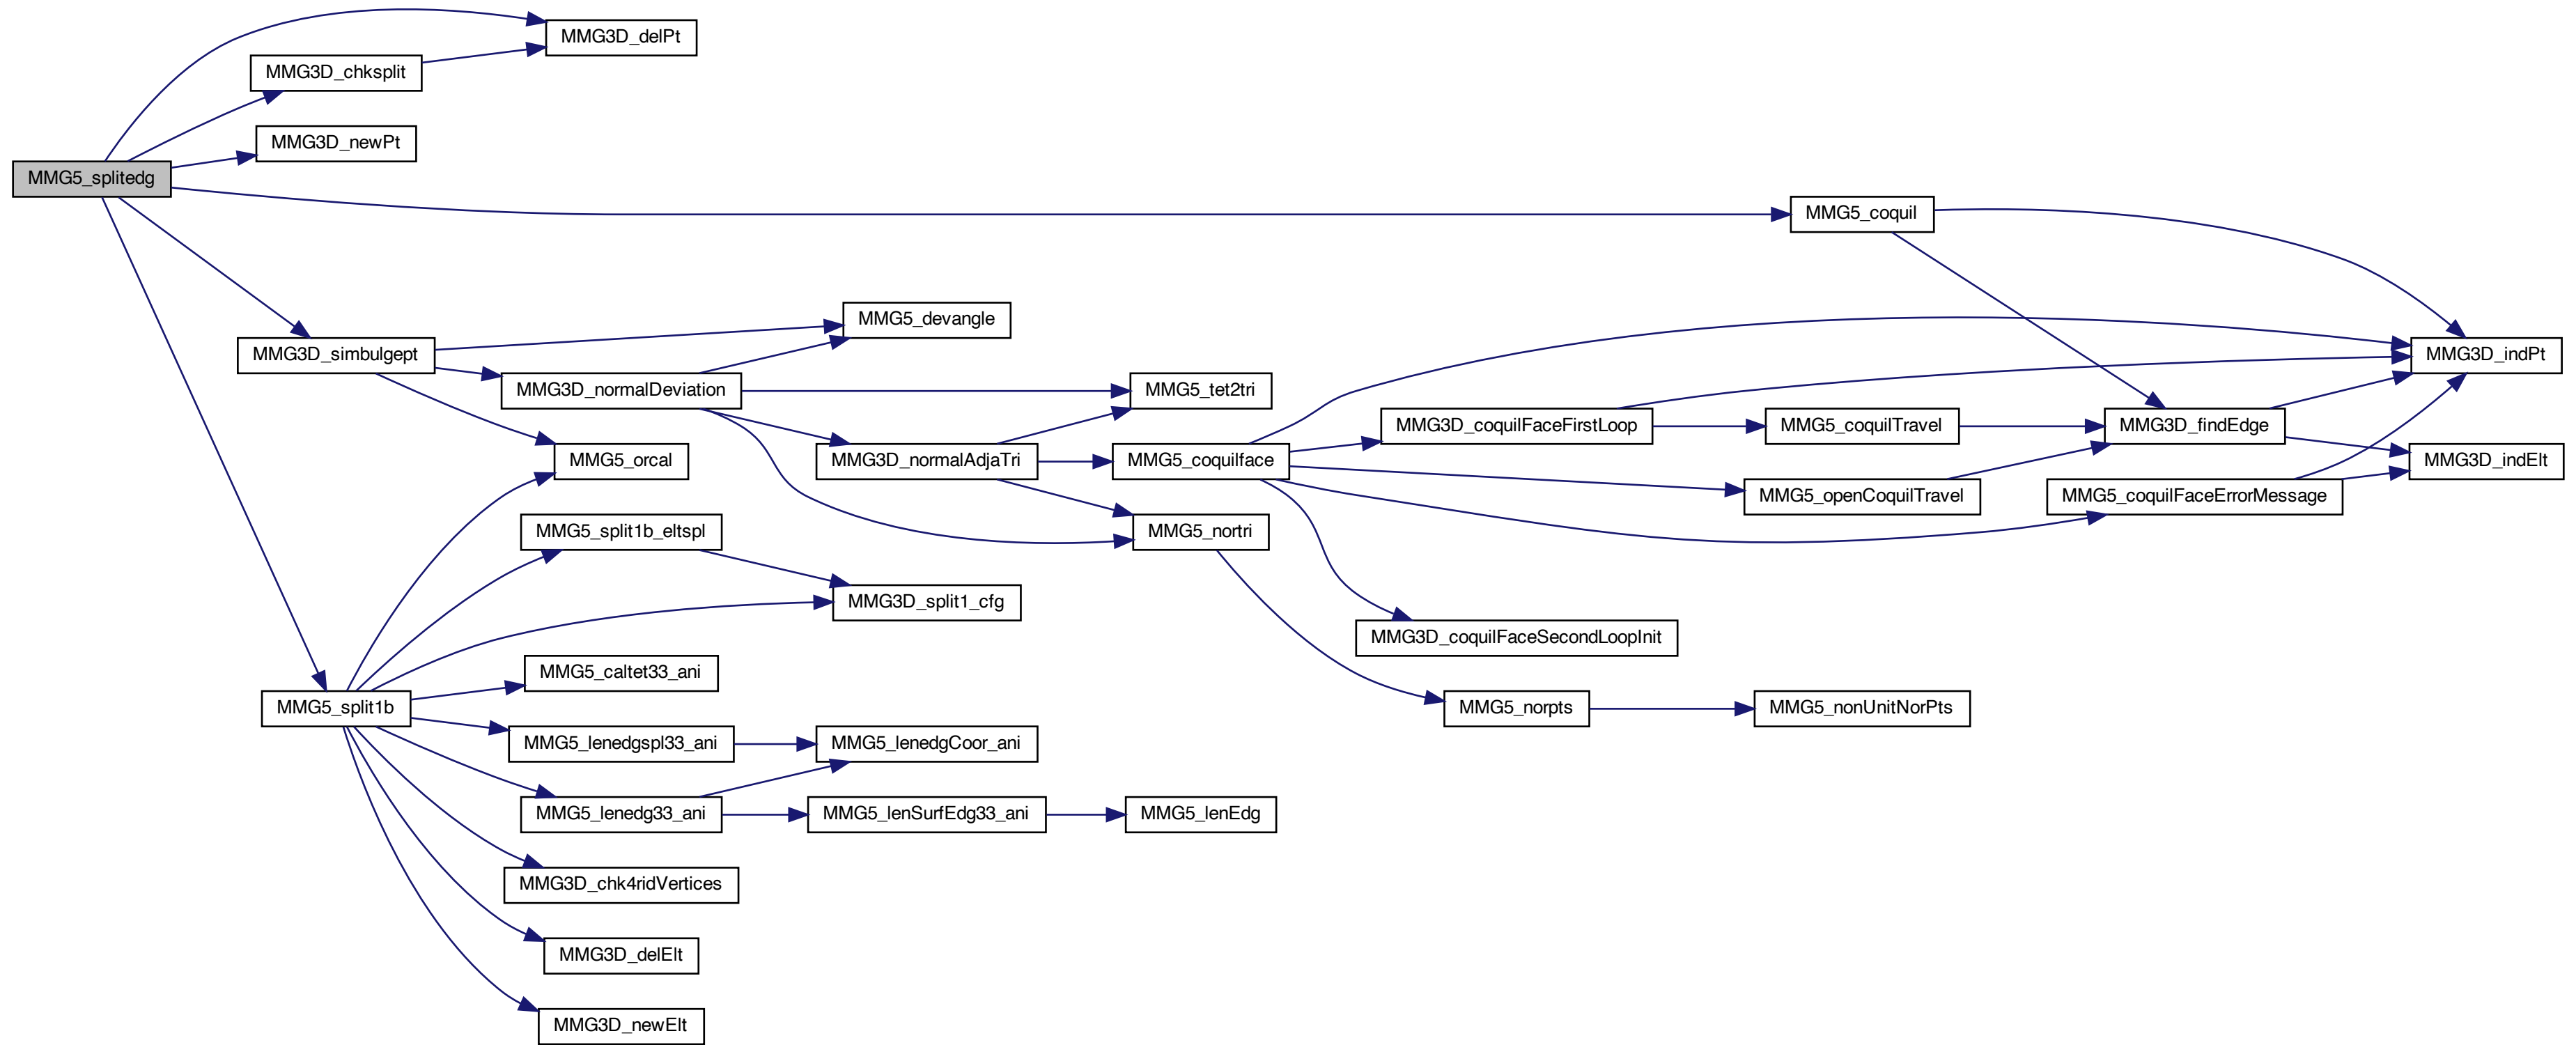 MMG3D_delPt
MMG3D_chksplit
MMG3D_newPt
MMG5_splitedg
MMG5_coquil
MMG5_devangle
MMG3D_simbulgept
MMG3D_indPt
MMG3D_normalDeviation
MMG5_tet2tri
MMG3D_coquilFaceFirstLoop
MMG5_coquilTravel
MMG3D_findEdge
MMG5_orcal
MMG3D_normalAdjaTri
MMG5_coquilface
MMG3D_indElt
MMG5_openCoquilTravel
MMG5_coquilFaceErrorMessage
MMG5_split1b_eltspl
MMG5_nortri
MMG3D_split1_cfg
MMG3D_coquilFaceSecondLoopInit
MMG5_caltet33_ani
MMG5_split1b
MMG5_norpts
MMG5_nonUnitNorPts
MMG5_lenedgspl33_ani
MMG5_lenedgCoor_ani
MMG5_lenedg33_ani
MMG5_lenSurfEdg33_ani
MMG5_lenEdg
MMG3D_chk4ridVertices
MMG3D_delElt
MMG3D_newElt